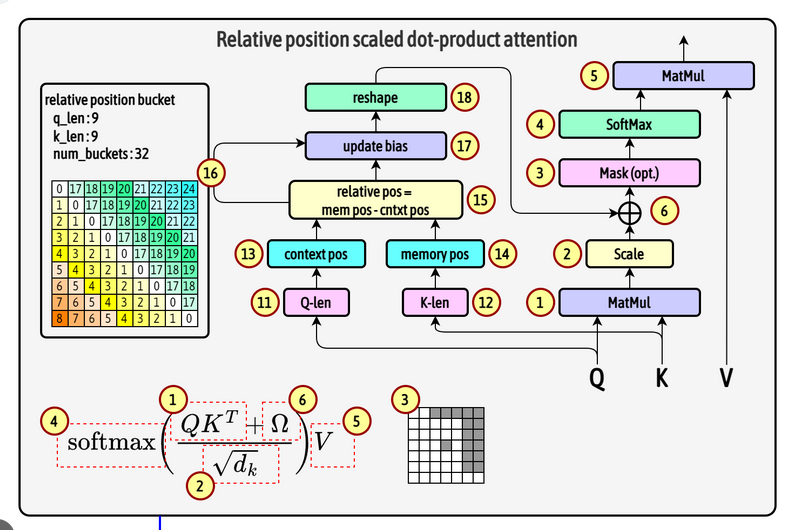 Relative position scaled dot-product attention
relative position bucket
q_len: 9
k_len: 9
num_buckets: 32
0 17 18 19 20 21 22 23 24
1 0 17 18 19 20 21 22 23
2 1 0 17 18 19 20 21 22
3 2 1 0 17 18 19 20 21
4 3 2 1 0 17 18 19 20
5 4 3 2 1 0 17 18 19
6 5 4 3 2 1 0 17 18
7 6 5 4 3 2 1 0 17
8 7 6 5 4 3 2 1 0
16
reshape
18
update bias
17
relative pos =
mem pos - cntxt pos
15
13
context pos
memory pos
14
11
Q-len
K-len
12
5
MatMul
4
SoftMax
3
Mask (opt.)
6
2
Scale
1
MatMul
Q K V
4 1 6 5
softmax(QK^T + Ω / √d_k)V
2
3